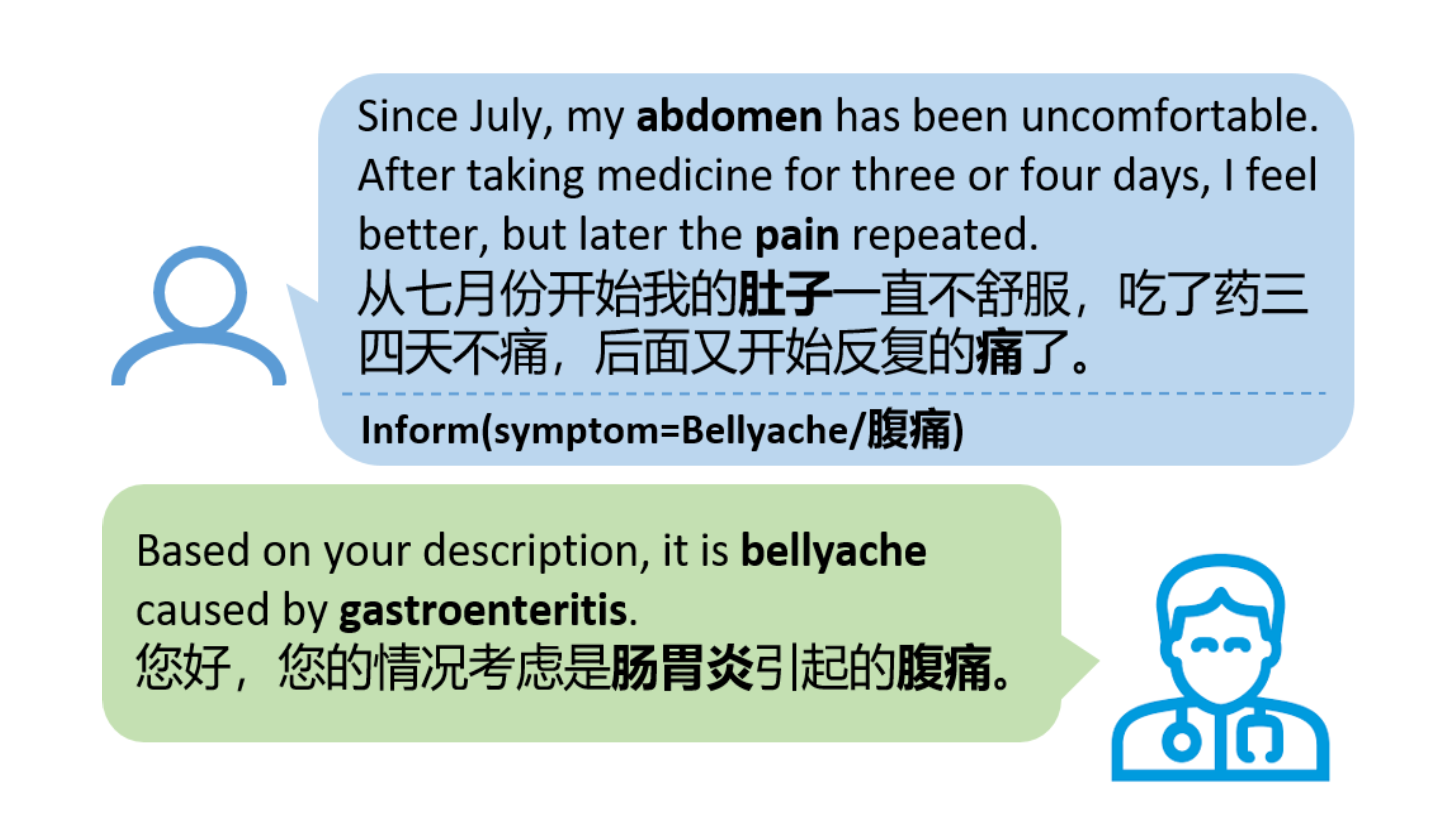 Since July, my abdomen has been uncomfortable.
After taking medicine for three or four days, I feel
better, but later the pain repeated.
从七月份开始我的肚子一直不舒服，吃了药三
四天不痛，后面又开始反复的痛了。
Inform(symptom=Bellyache/腹痛)
Based on your description, it is bellyache
caused by gastroenteritis.
您好，您的情况考虑是肠胃炎引起的腹痛。